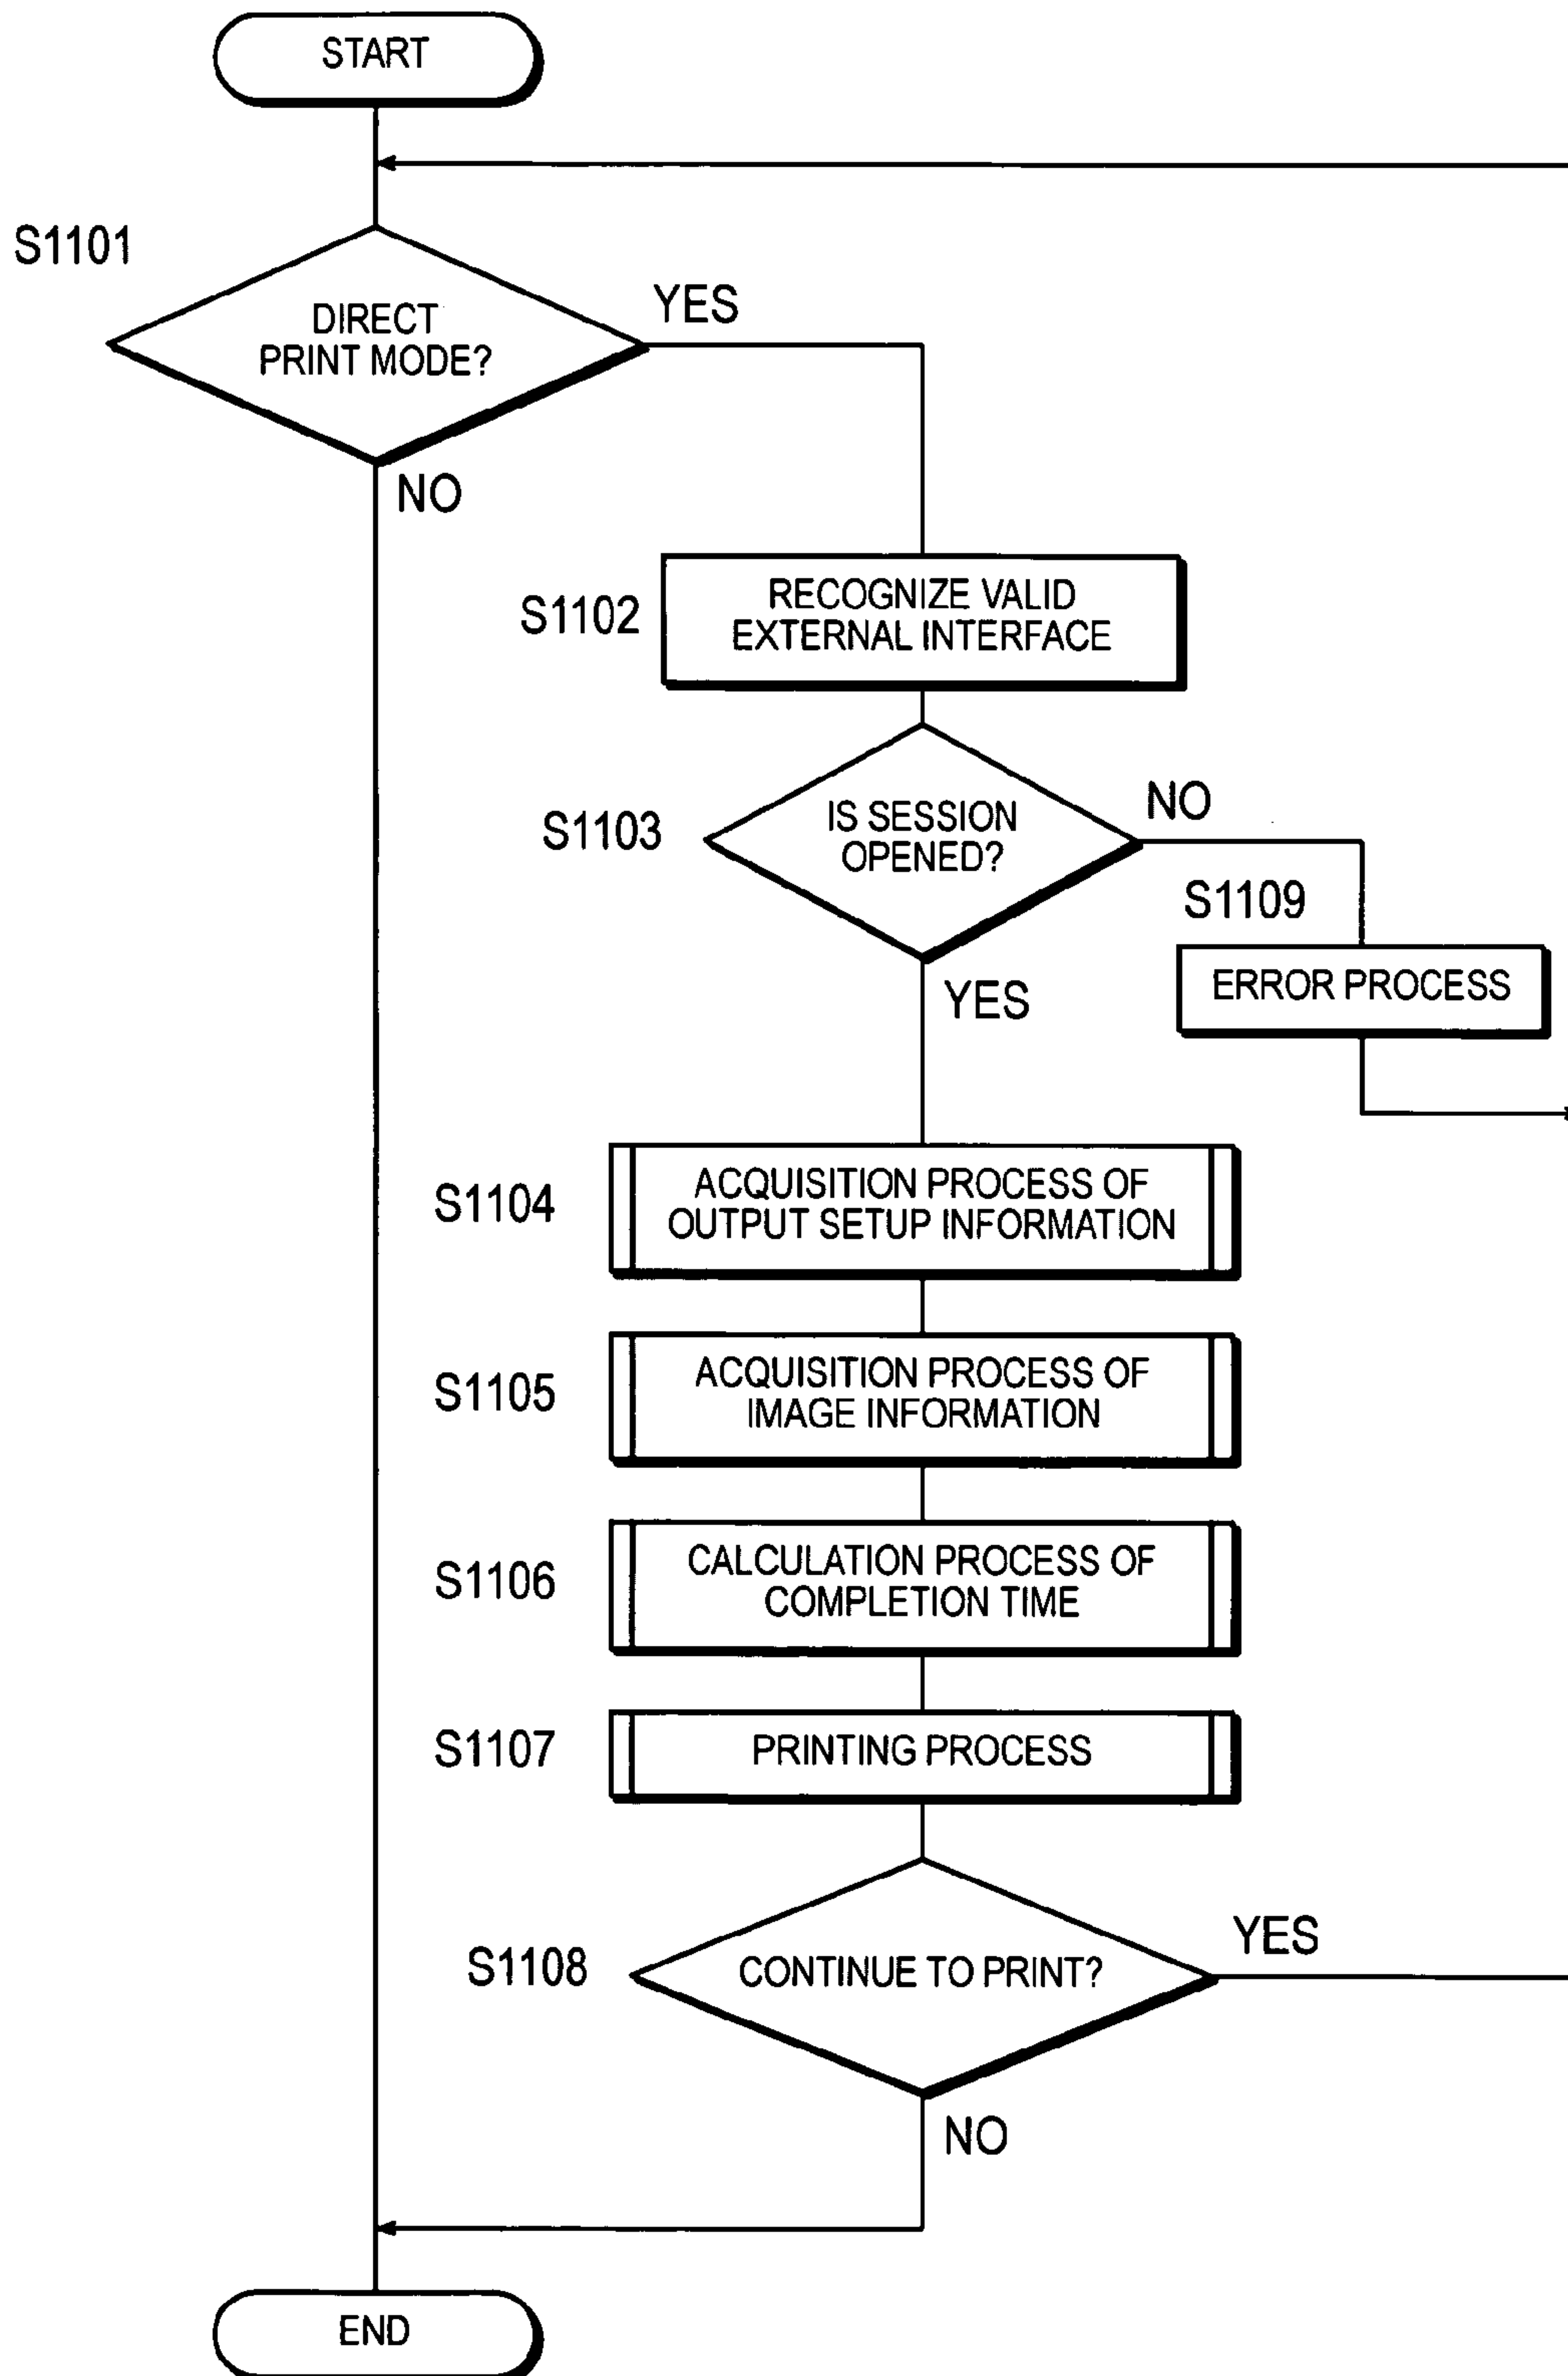 START
S1101
DIRECT
PRINT MODE?
YES
NO
S1102
RECOGNIZE VALID
EXTERNAL INTERFACE
S1103
IS SESSION
OPENED?
NO
S1109
ERROR PROCESS
YES
S1104
ACQUISITION PROCESS OF
OUTPUT SETUP INFORMATION
S1105
ACQUISITION PROCESS OF
IMAGE INFORMATION
S1106
CALCULATION PROCESS OF
COMPLETION TIME
S1107
PRINTING PROCESS
S1108
CONTINUE TO PRINT?
YES
NO
END